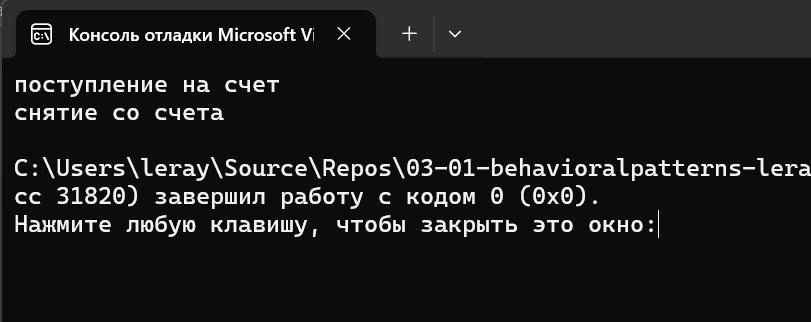 Консоль отладки Microsoft Vi
поступление на счет
снятие со счета
C:\Users\leray\Source\Repos\03-01-behavioralpatterns-lera
сс 31820) завершил работу с кодом 0 (0x0).
Нажмите любую клавишу, чтобы закрыть это окно: